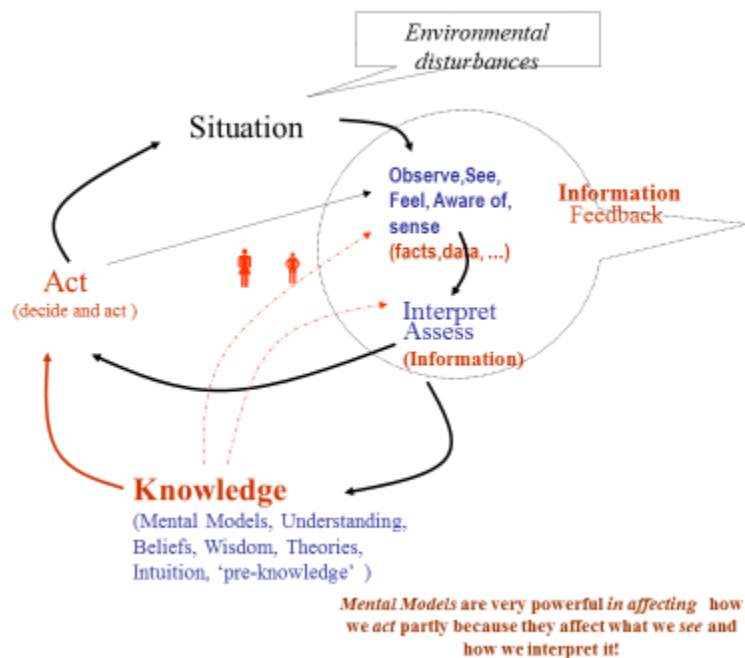 Environmental
disturbances
Situation
Observe,See,
Feel, Aware of,
sense
(facts,data, ...)
Information
Feedback
Act
(decide and act )
Interpret
Assess
(Information)
Knowledge
(Mental Models, Understanding,
Beliefs, Wisdom, Theories,
Intuition, 'pre-knowledge' )
Mental Models are very powerful in affecting how
we act partly because they affect what we see and
how we interpret it!